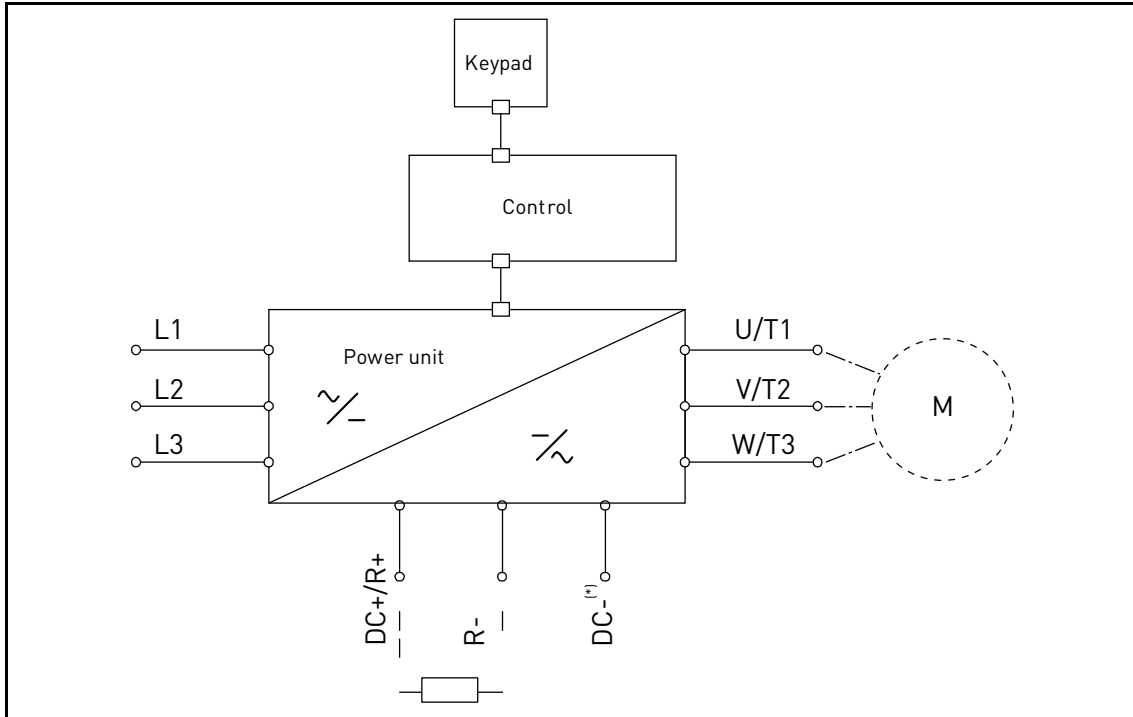 Keypad
Control
L1
L2
L3
Power unit
U/T1
V/T2
W/T3
M
DC+/R+
R-
DC-(*)